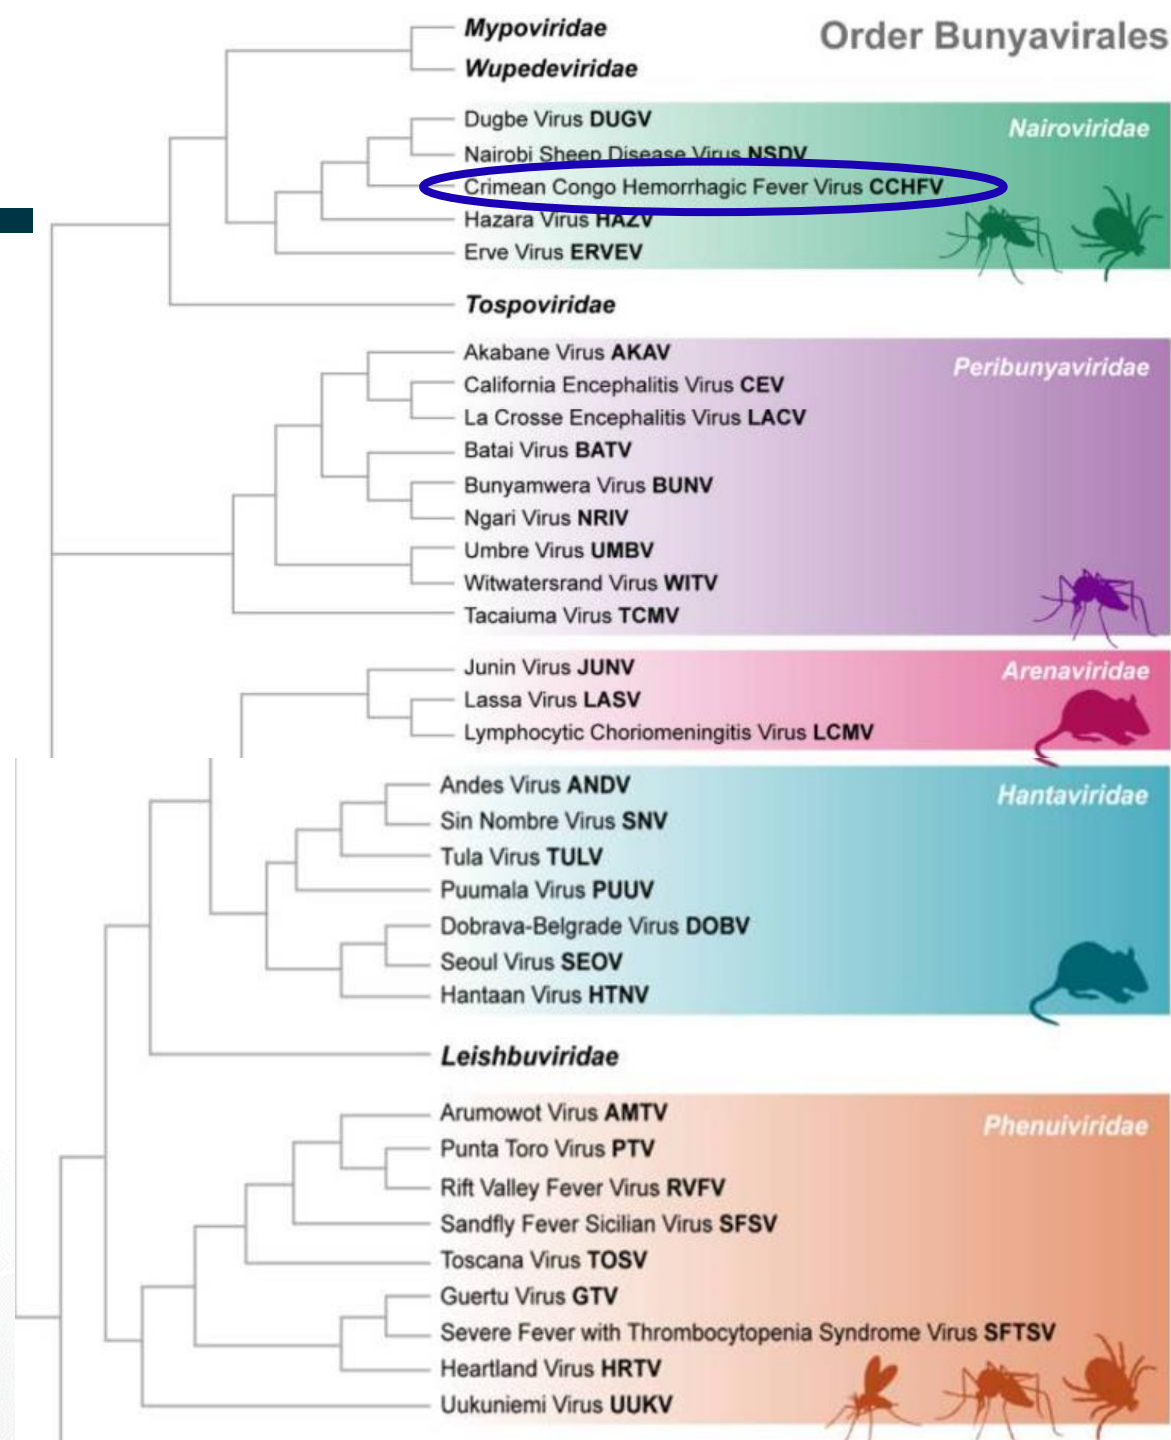 Order Bunyavirales
Mypoviridae
Wupedeviridae
Nairoviridae
Dugbe Virus DUGV
Nairobi Sheep Disease Virus NSDV
Crimean Congo Hemorrhagic Fever Virus CCHFV
Hazara Virus HAZV
Erve Virus ERVEV
Tospoviridae
Peribunyaviridae
Akabane Virus AKAV
California Encephalitis Virus CEV
La Crosse Encephalitis Virus LACV
Batai Virus BATV
Bunyamwera Virus BUNV
Ngari Virus NRIV
Umbre Virus UMBV
Witwatersrand Virus WITV
Tacaiuma Virus TCMV
Arenaviridae
Junin Virus JUNV
Lassa Virus LASV
Lymphocytic Choriomeningitis Virus LCMV
Hantaviridae
Andes Virus ANDV
Sin Nombre Virus SNV
Tula Virus TULV
Puumala Virus PUUV
Dobrava-Belgrade Virus DOBV
Seoul Virus SEOV
Hantaan Virus HTNV
Leishbuviridae
Phenuiviridae
Arumowot Virus AMTV
Punta Toro Virus PTV
Rift Valley Fever Virus RVFV
Sandfly Fever Sicilian Virus SFSV
Toscana Virus TOSV
Guertu Virus GTV
Severe Fever with Thrombocytopenia Syndrome Virus SFTSV
Heartland Virus HRTV
Uukuniemi Virus UUKV